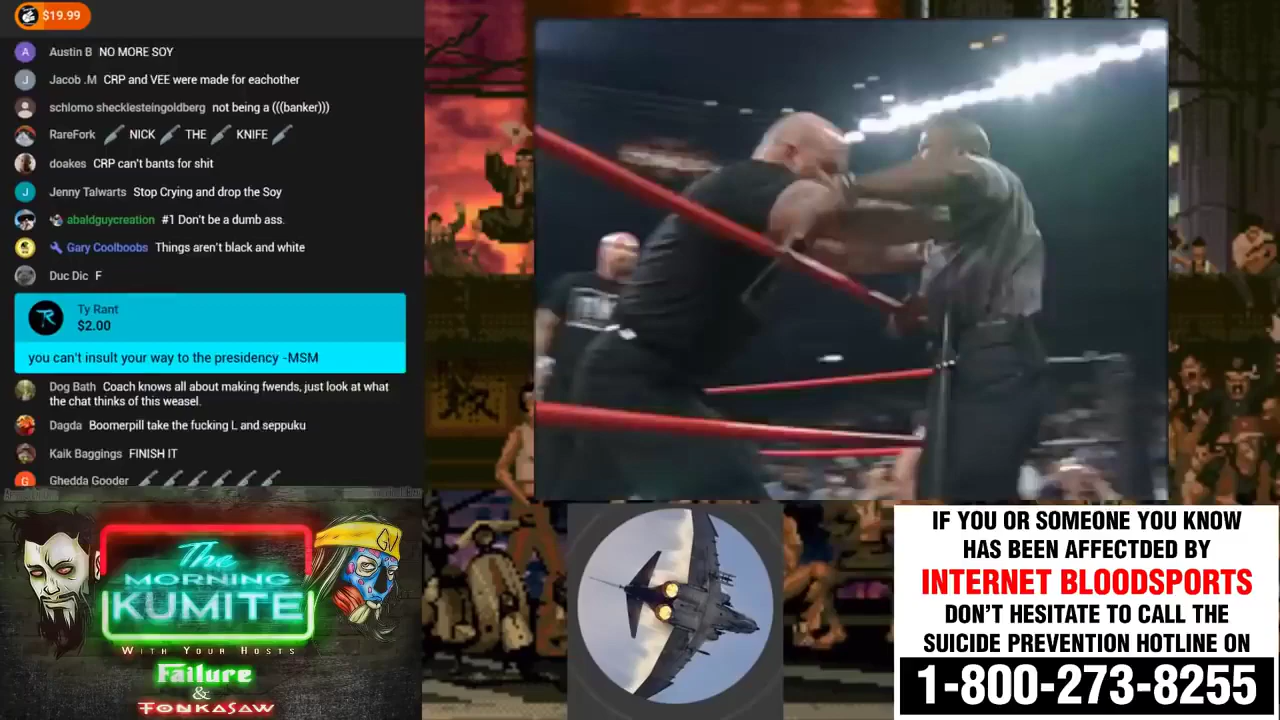 $19.99
Austin B NO MORE SOY
Jacob .M CRP and VEE were made for eachother
schlomo shecklesteingoldberg not being a (((banker)))
RareFork NICK THE KNIFE
doakes CRP can't bants for shit
Jenny Talwarts Stop Crying and drop the Soy
abaldguycreation #1 Don't be a dumb ass.
Gary Coolboobs Things aren't black and white
Duc Dic F
Ty Rant
$2.00
you can't insult your way to the presidency -MSM
Dog Bath Coach knows all about making fwends, just look at what
the chat thinks of this weasel.
Dagda Boomerpill take the fucking L and seppuku
Kaik Baggings FINISH IT
Ghedda Gooder
The
MORNING
KUMITE
WITH YOUR HOSTS
Failure
&
TONKASAW
IF YOU OR SOMEONE YOU KNOW
HAS BEEN AFFECTDED BY
INTERNET BLOODSPORTS
DON'T HESITATE TO CALL THE
SUICIDE PREVENTION HOTLINE ON
1-800-273-8255